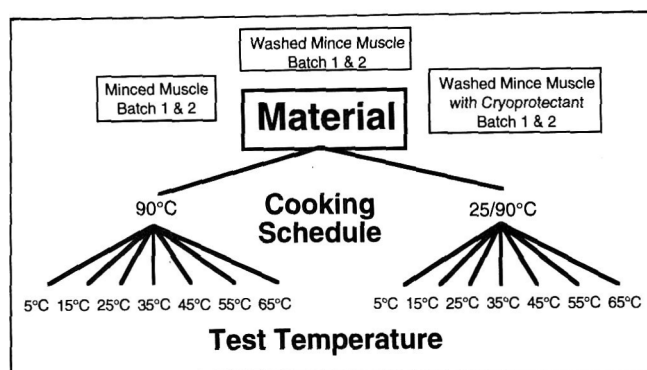 Washed Mince Muscle
Batch 1 & 2
Minced Muscle
Batch 1 & 2
Washed Mince Muscle
with Cryoprotectant
Batch 1 & 2
Material
90°C
Cooking
Schedule
25/90°C
5°C 15°C 25°C 35°C 45°C 55°C 65°C
5°C 15°C 25°C 35°C 45°C 55°C 65°C
Test Temperature